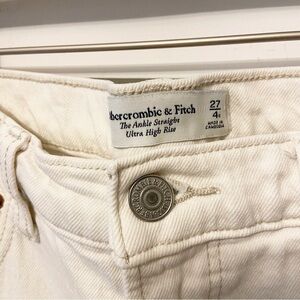 Abercrombie & Fitch
The Ankle Straight
Ultra High Rise
27
4
MADE IN
CAMBODIA